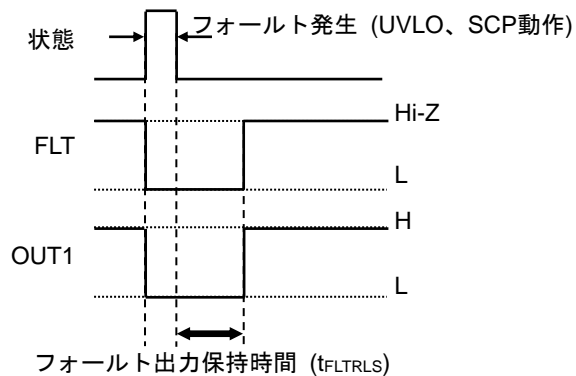 フォールト発生 (UVLO、SCP動作)
状態
Hi-Z
FLT
L
H
OUT1
L
フォールト出力保持時間 (tFLTRLS)